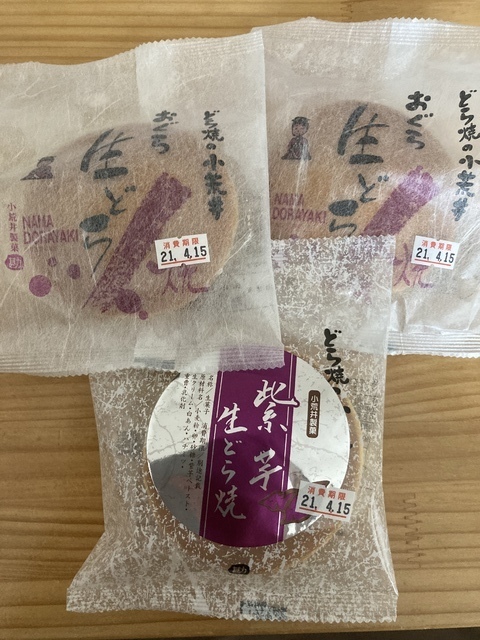 どら焼の小荒井
おぐら
生どら焼
NAMA
DORAYAKI
小荒井製菓
消費期限
21. 4.15
どら焼の小荒井
おぐら
生どら焼
NAMA
DORAYAKI
消費期限
21. 4.15
どら焼の
小荒井製菓
紫芋
生どら焼
消費期限
21. 4.15